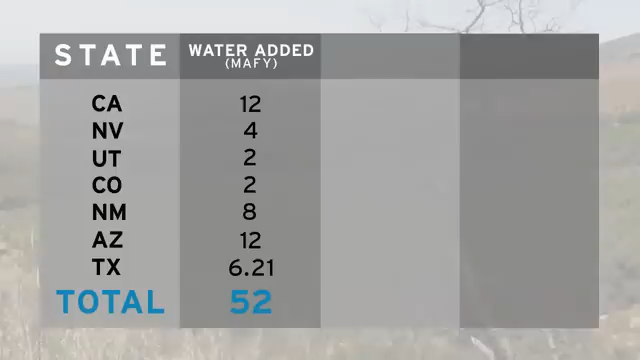 STATE WATER ADDED
(MAFY)
CA 12
NV 4
UT 2
CO 2
NM 8
AZ 12
TX 6.21
TOTAL 52